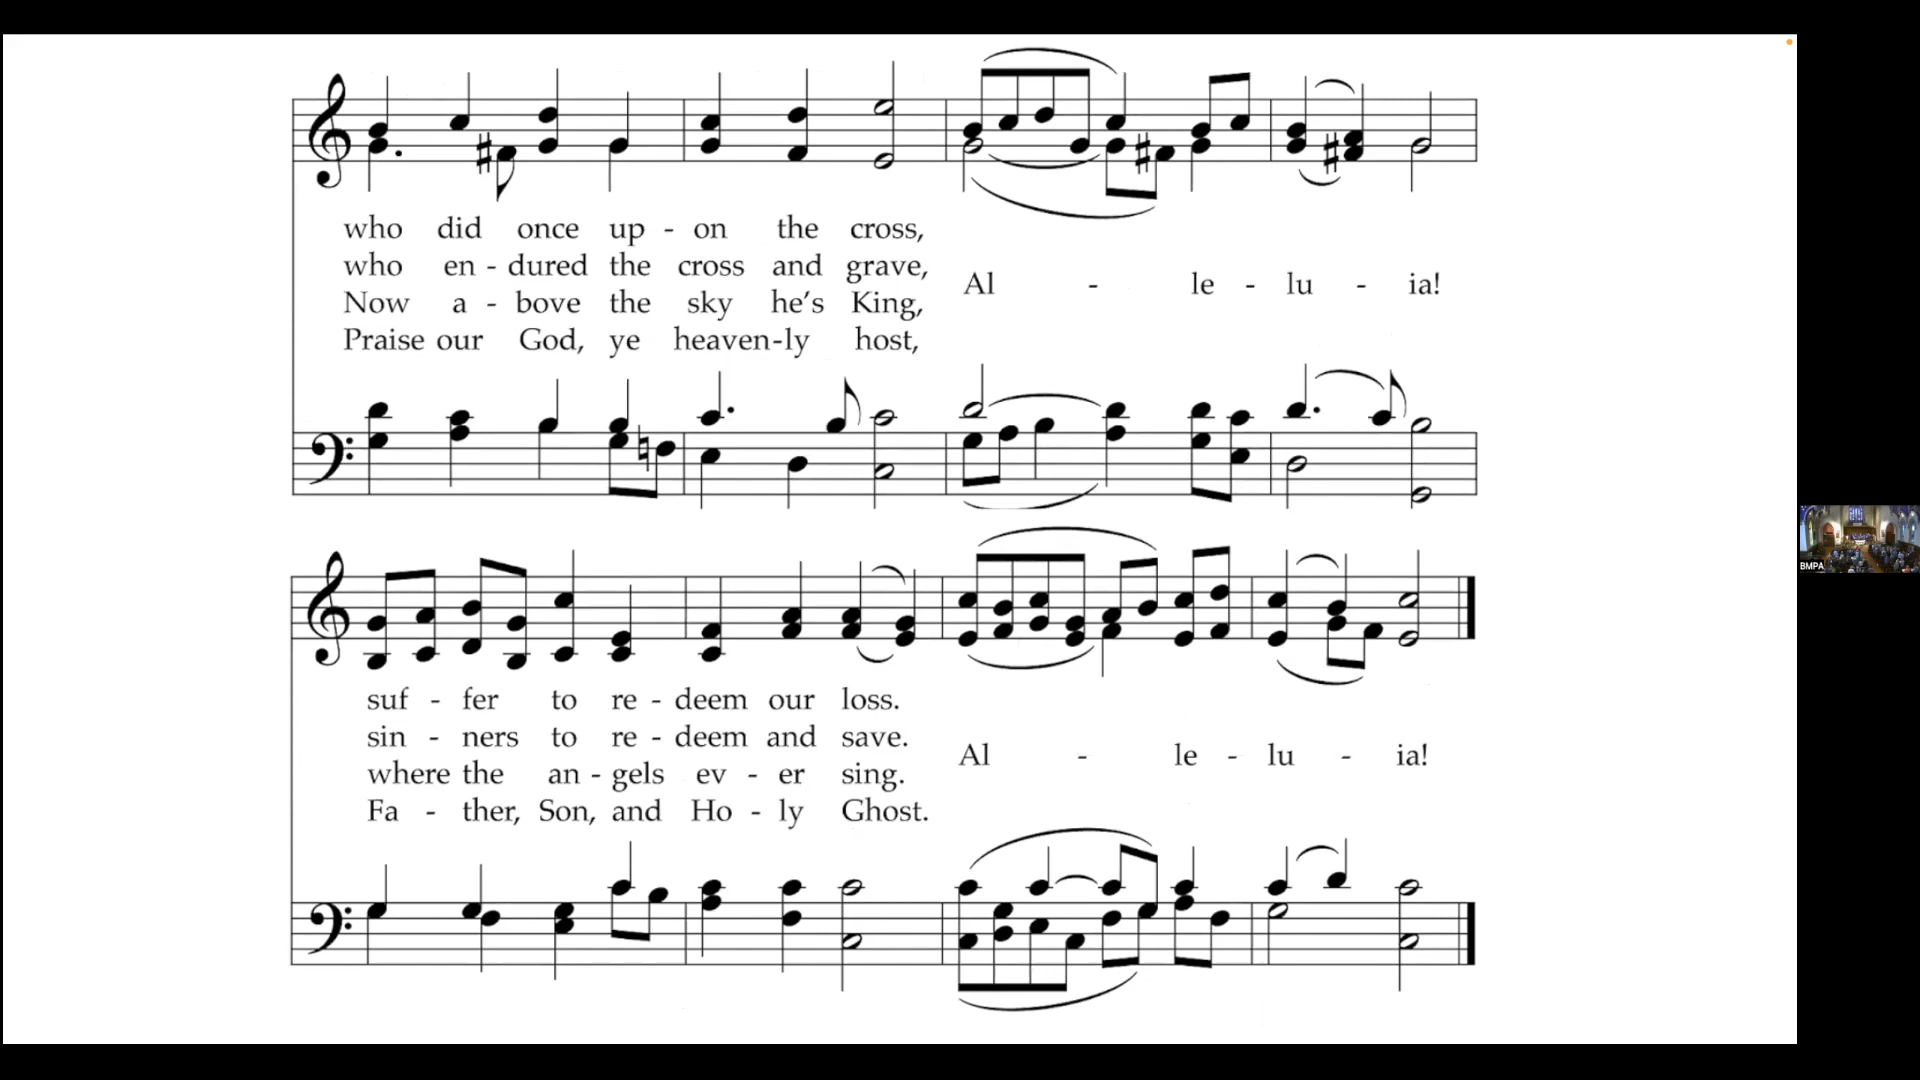 who did once up - on the cross,
who en - dured the cross and grave,
Al - le - lu - ia!
Now a - bove the sky he's King,
Praise our God, ye heaven-ly host,
suf - fer to re - deem our loss.
sin - ners to re - deem and save.
Al - le - lu - ia!
where the an - gels ev - er sing.
Fa - ther, Son, and Ho - ly Ghost.
BMPA